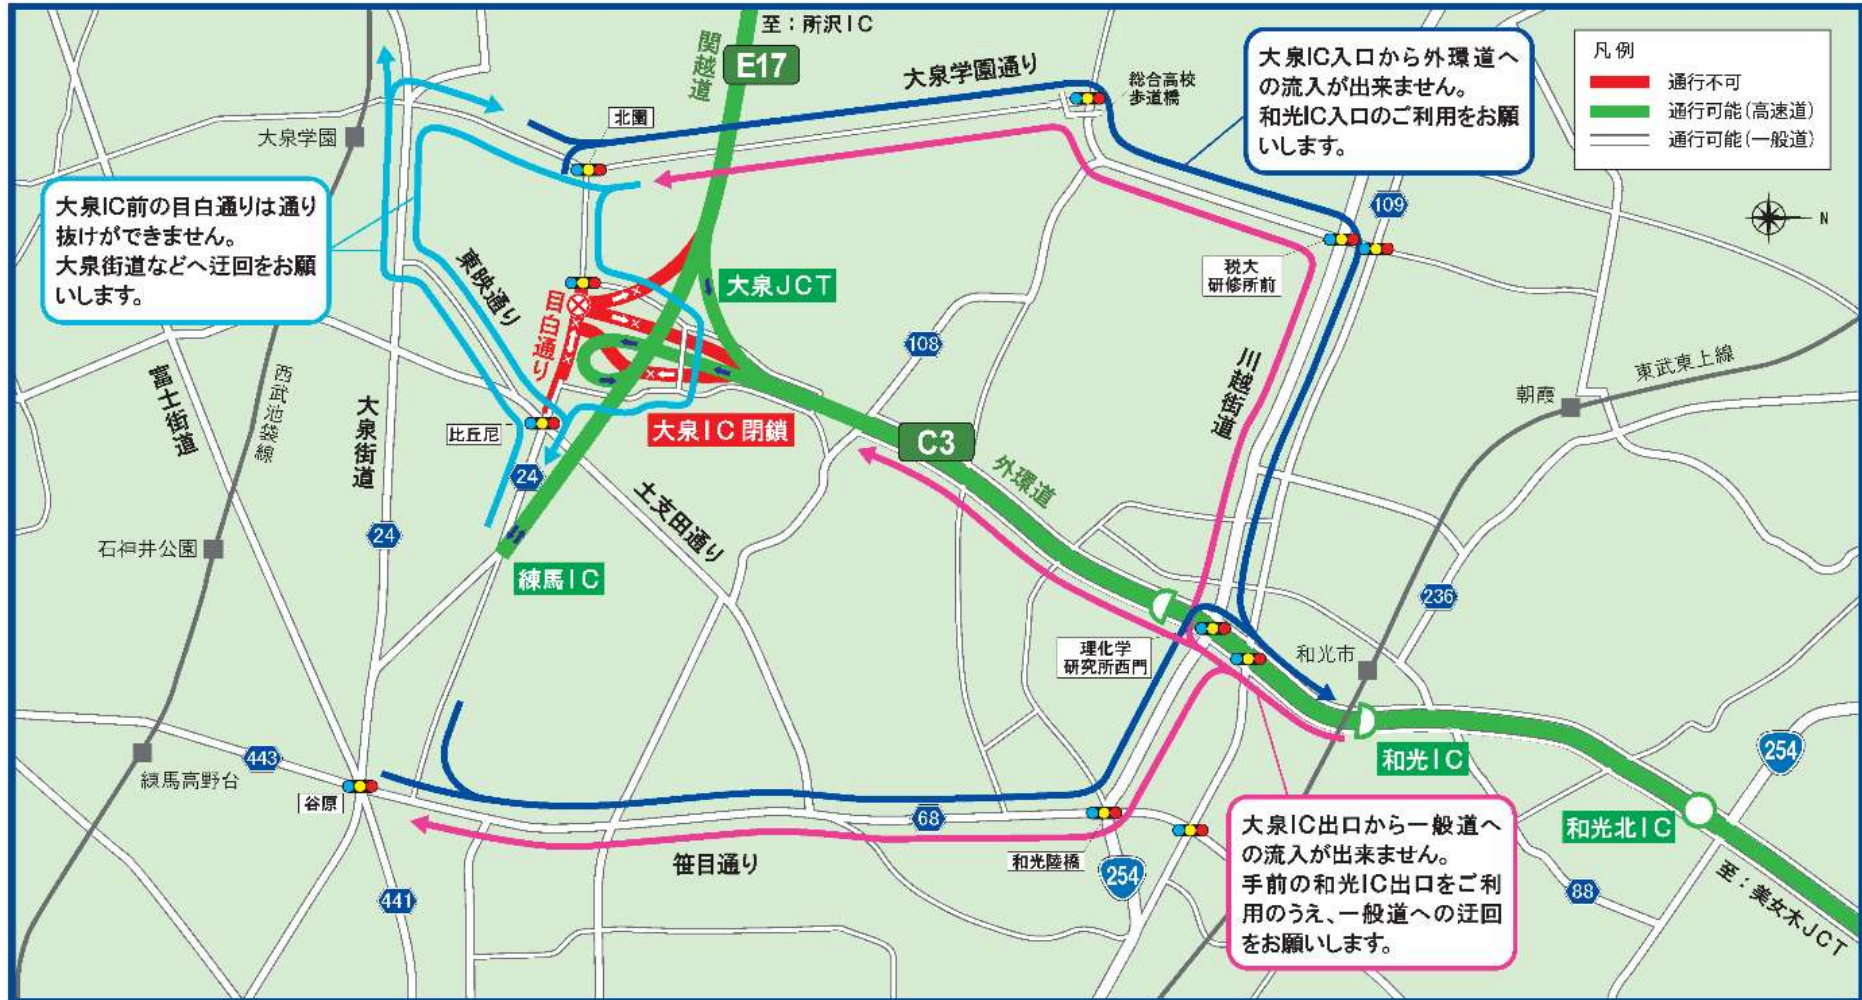 至：所沢IC
関越道
E17
大泉学園通り
総合高校
歩道橋
北園
大泉学園
大泉IC入口から外環道へ
の流入が出来ません。
和光IC入口のご利用をお願
いします。
凡例
通行不可
通行可能(高速道)
通行可能(一般道)
N
大泉IC前の目白通りは通り
抜けができません。
大泉街道などへ迂回をお願
いします。
東映通り
目白通り
大泉JCT
109
税大
研修所前
108
川越街道
東武東上線
朝霞
富士街道
西武池袋線
大泉街道
比丘尼
大泉IC閉鎖
C3
外環道
24
土支田通り
24
石神井公園
練馬IC
236
理化学
研究所西門
和光市
和光IC
254
443
練馬高野台
谷原
68
笹目通り
和光陸橋
254
441
大泉IC出口から一般道へ
の流入が出来ません。
手前の和光IC出口をご利
用のうえ、一般道への迂回
をお願いします。
和光北IC
88
至：美女木JCT